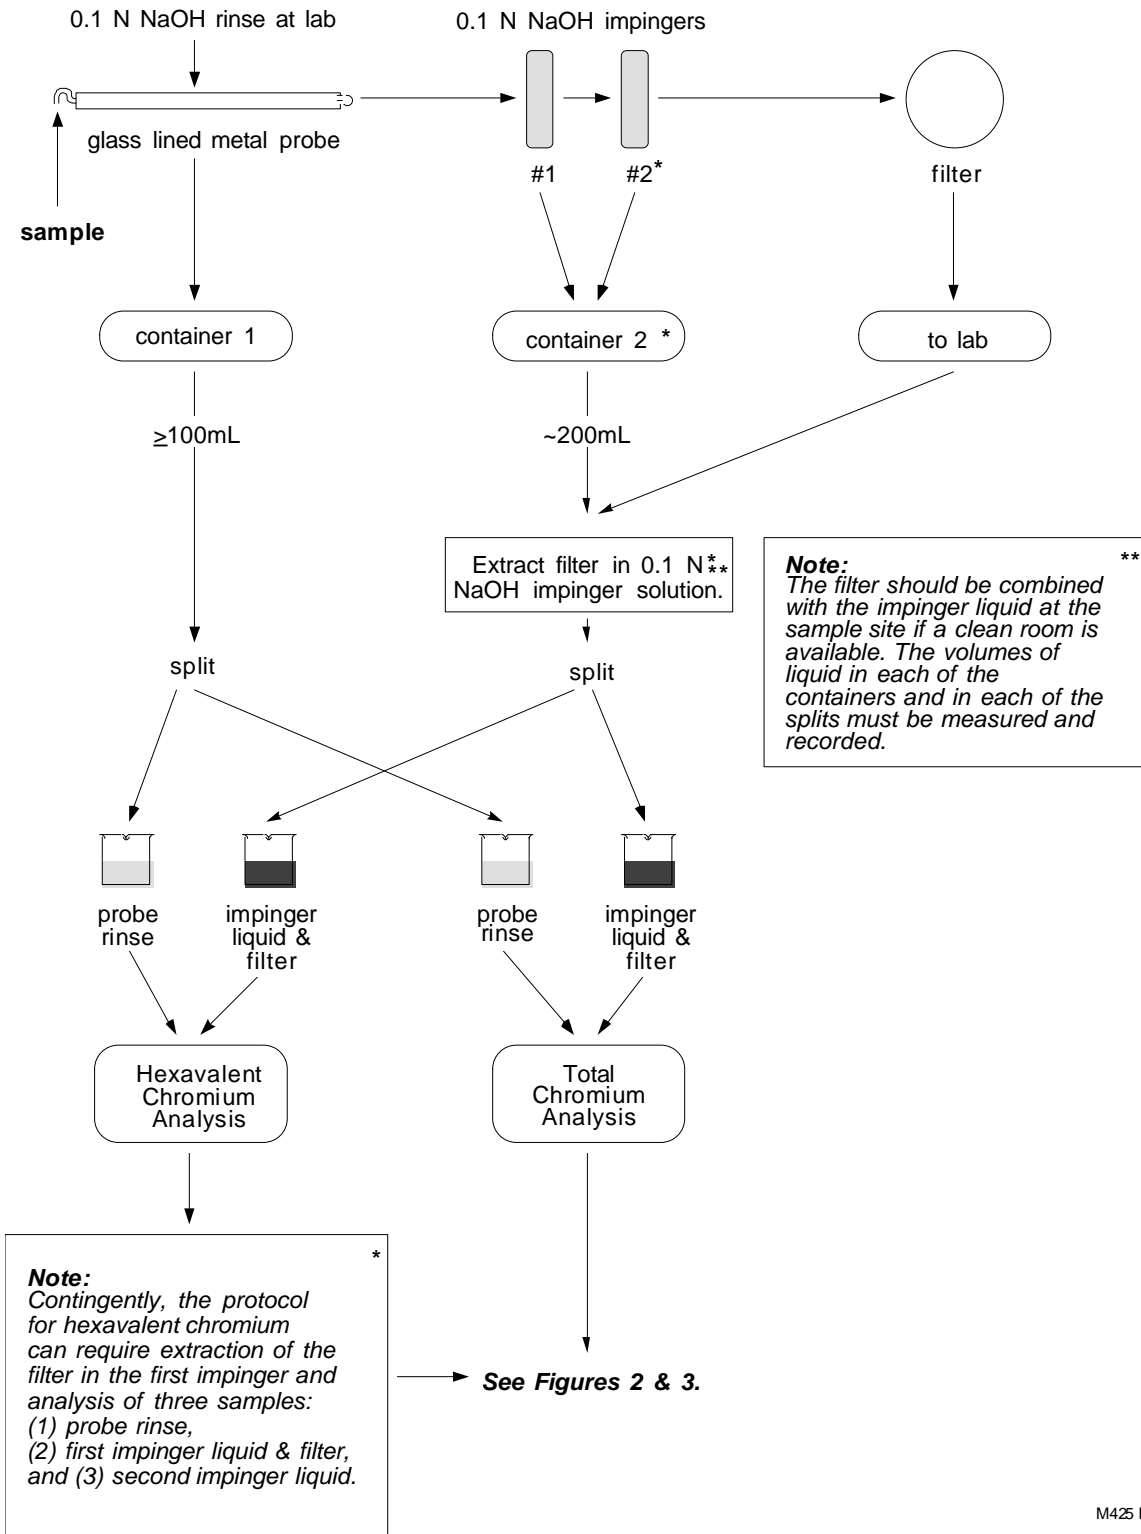 0.1 N NaOH rinse at lab
0.1 N NaOH impingers
glass lined metal probe
#1
#2*
filter
sample
container 1
container 2 *
to lab
≥100mL
~200mL
Extract filter in 0.1 N *
NaOH impinger solution. **
Note: **
The filter should be combined
with the impinger liquid at the
sample site if a clean room is
available. The volumes of
liquid in each of the
containers and in each of the
splits must be measured and
recorded.
split
split
probe
rinse
impinger
liquid &
filter
probe
rinse
impinger
liquid &
filter
Hexavalent
Chromium
Analysis
Total
Chromium
Analysis
*
Note:
Contingently, the protocol
for hexavalent chromium
can require extraction of the
filter in the first impinger and
analysis of three samples:
(1) probe rinse,
(2) first impinger liquid & filter,
and (3) second impinger liquid.
See Figures 2 & 3.
M425